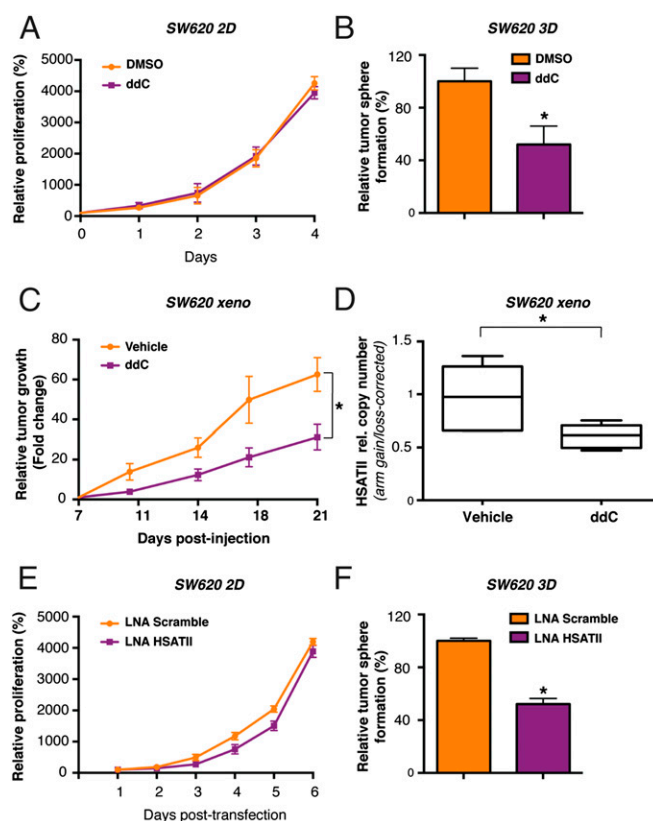 A
SW620 2D
Relative proliferation (%)
5000
4000
3000
2000
1000
0
DMSO
ddC
0 1 2 3 4
Days
B
SW620 3D
Relative tumor sphere
formation (%)
120
80
40
0
DMSO
ddC
*
C
SW620 xeno
Relative tumor growth
(Fold change)
80
60
40
20
0
Vehicle
ddC
*
7 11 14 18 21
Days post-injection
D
SW620 xeno
HSATII rel. copy number
(arm gain/loss-corrected)
1.5
1
0.5
0
*
Vehicle ddC
E
SW620 2D
Relative proliferation (%)
5000
4000
3000
2000
1000
0
LNA Scramble
LNA HSATII
1 2 3 4 5 6
Days post-transfection
F
SW620 3D
Relative tumor sphere
formation (%)
120
80
40
0
LNA Scramble
LNA HSATII
*